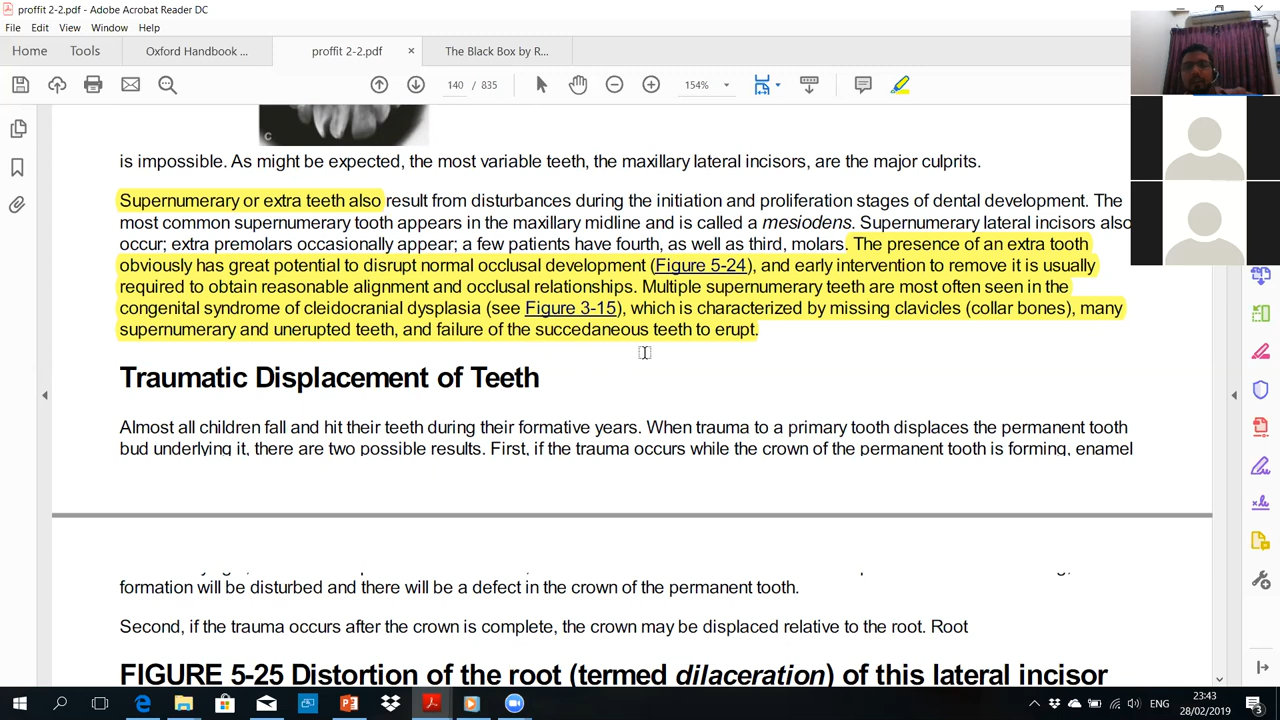 proffit 2-2.pdf - Adobe Acrobat Reader DC
File Edit View Window Help
Home Tools Oxford Handbook ... proffit 2-2.pdf × The Black Box by R...
140 / 835 154%
c
is impossible. As might be expected, the most variable teeth, the maxillary lateral incisors, are the major culprits.
Supernumerary or extra teeth also result from disturbances during the initiation and proliferation stages of dental development. The
most common supernumerary tooth appears in the maxillary midline and is called a mesiodens. Supernumerary lateral incisors also
occur; extra premolars occasionally appear; a few patients have fourth, as well as third, molars. The presence of an extra tooth
obviously has great potential to disrupt normal occlusal development (Figure 5-24), and early intervention to remove it is usually
required to obtain reasonable alignment and occlusal relationships. Multiple supernumerary teeth are most often seen in the
congenital syndrome of cleidocranial dysplasia (see Figure 3-15), which is characterized by missing clavicles (collar bones), many
supernumerary and unerupted teeth, and failure of the succedaneous teeth to erupt.
Traumatic Displacement of Teeth
Almost all children fall and hit their teeth during their formative years. When trauma to a primary tooth displaces the permanent tooth
bud underlying it, there are two possible results. First, if the trauma occurs while the crown of the permanent tooth is forming, enamel
formation will be disturbed and there will be a defect in the crown of the permanent tooth.
Second, if the trauma occurs after the crown is complete, the crown may be displaced relative to the root. Root
FIGURE 5-25 Distortion of the root (termed dilaceration) of this lateral incisor
ENG
23:43
28/02/2019
3